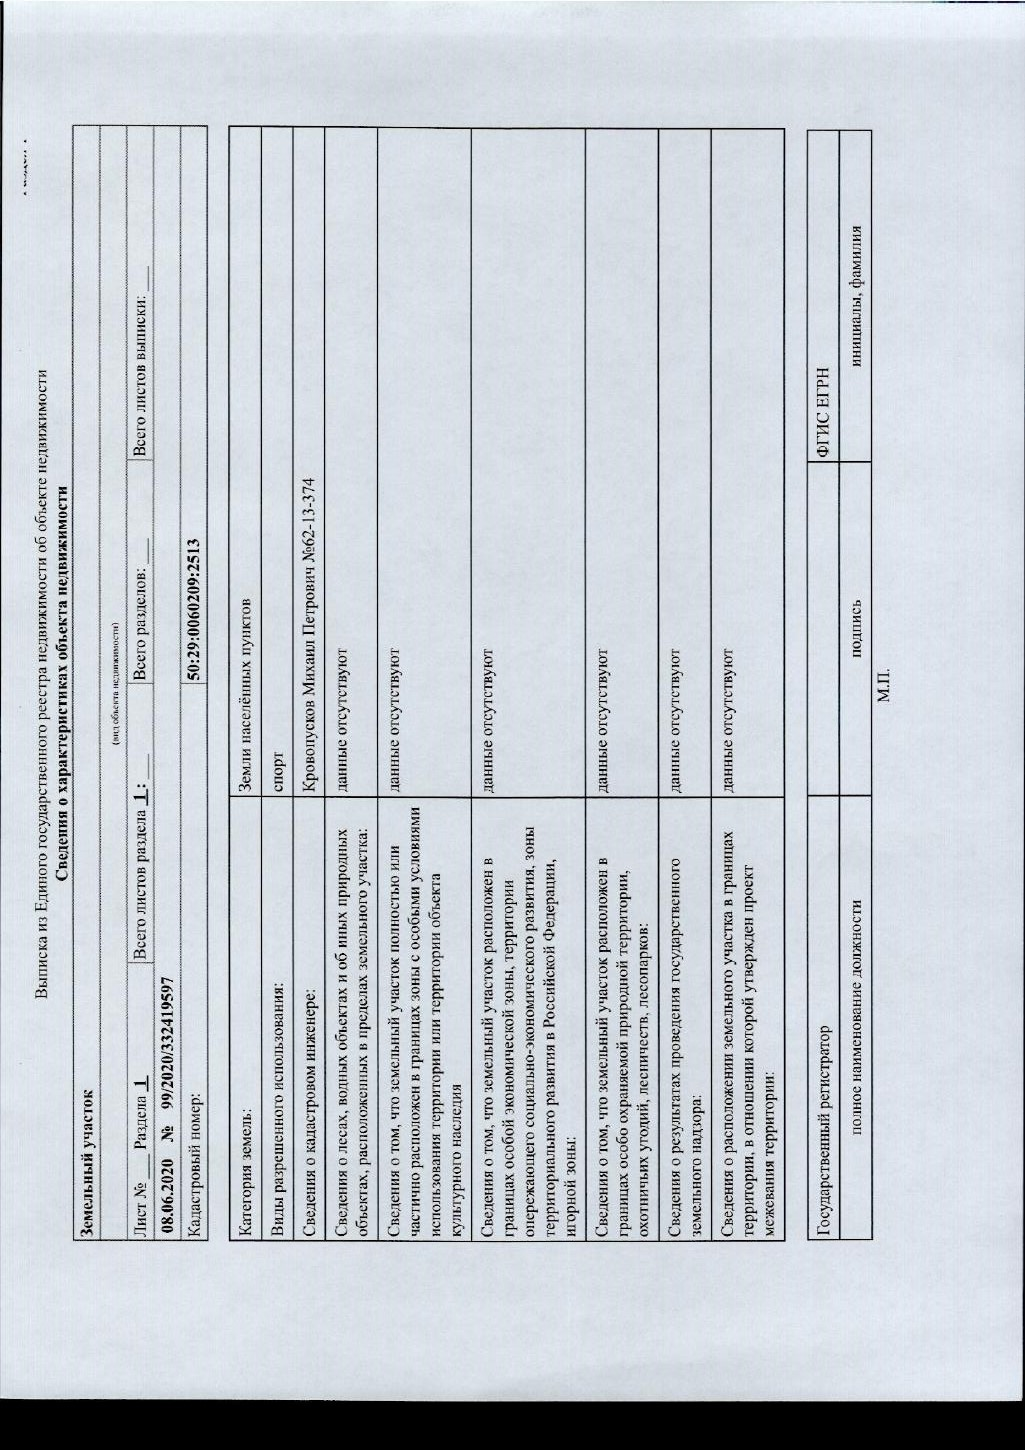 Выписка из Единого государственного реестра недвижимости об объекте недвижимости
Сведения о характеристиках объекта недвижимости
Земельный участок
(вид объекта недвижимости)
Лист № ___ Раздела 1 Всего листов раздела 1 : ___ Всего разделов: ___ Всего листов выписки: ___
08.06.2020 № 99/2020/332419597
Кадастровый номер: 50:29:0060209:2513
Категория земель: Земли населённых пунктов
Виды разрешенного использования: спорт
Сведения о кадастровом инженере: Кровопусков Михаил Петрович №62-13-374
Сведения о лесах, водных объектах и об иных природных данные отсутствуют
объектах, расположенных в пределах земельного участка:
Сведения о том, что земельный участок полностью или данные отсутствуют
частично расположен в границах зоны с особыми условиями
использования территории или территории объекта
культурного наследия
Сведения о том, что земельный участок расположен в данные отсутствуют
границах особой экономической зоны, территории
опережающего социально-экономического развития, зоны
территориального развития в Российской Федерации,
игорной зоны:
Сведения о том, что земельный участок расположен в данные отсутствуют
границах особо охраняемой природной территории,
охотничьих угодий, лесничеств, лесопарков:
Сведения о результатах проведения государственного данные отсутствуют
земельного надзора:
Сведения о расположении земельного участка в границах данные отсутствуют
территории, в отношении которой утвержден проект
межевания территории:
Государственный регистратор ФГИС ЕГРН
полное наименование должности подпись инициалы, фамилия
М.П.